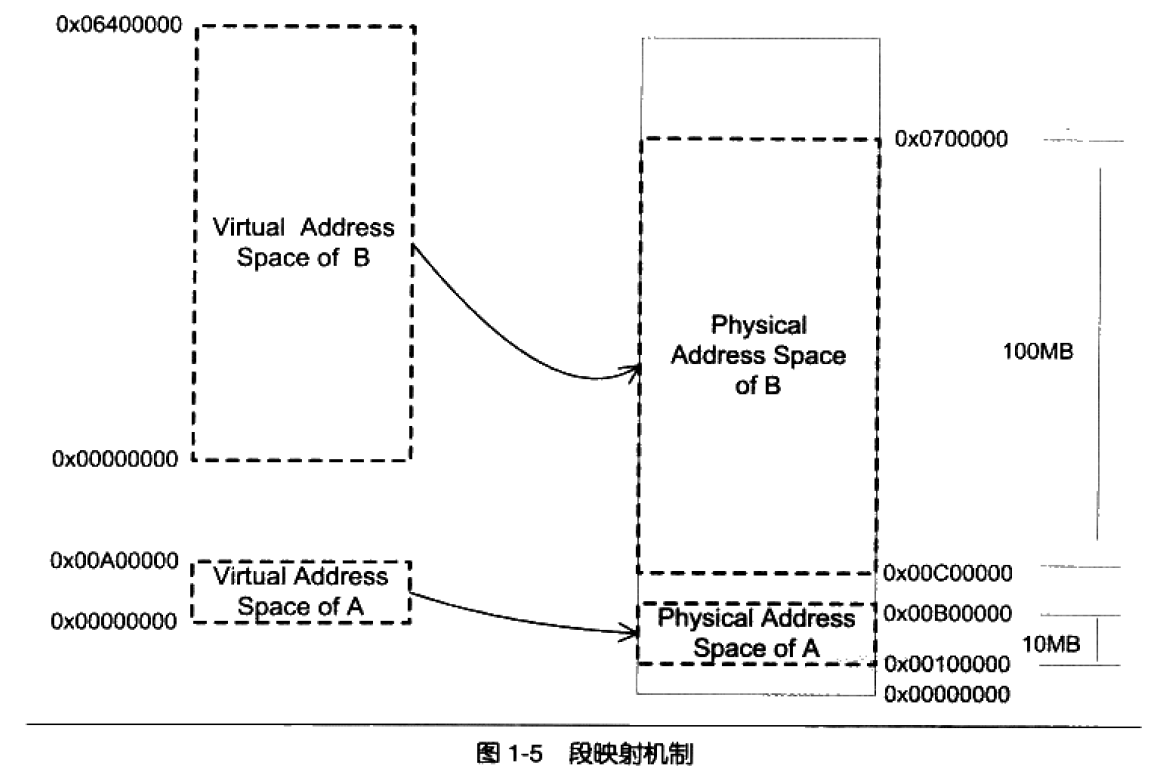 0x06400000
0x0700000
Virtual Address
Space of B
Physical
Address Space
of B
100MB
0x00000000
0x00A00000
Virtual Address
Space of A
0x00000000
0x00C00000
0x00B00000
Physical Address
Space of A
10MB
0x00100000
0x00000000
图 1-5 段映射机制